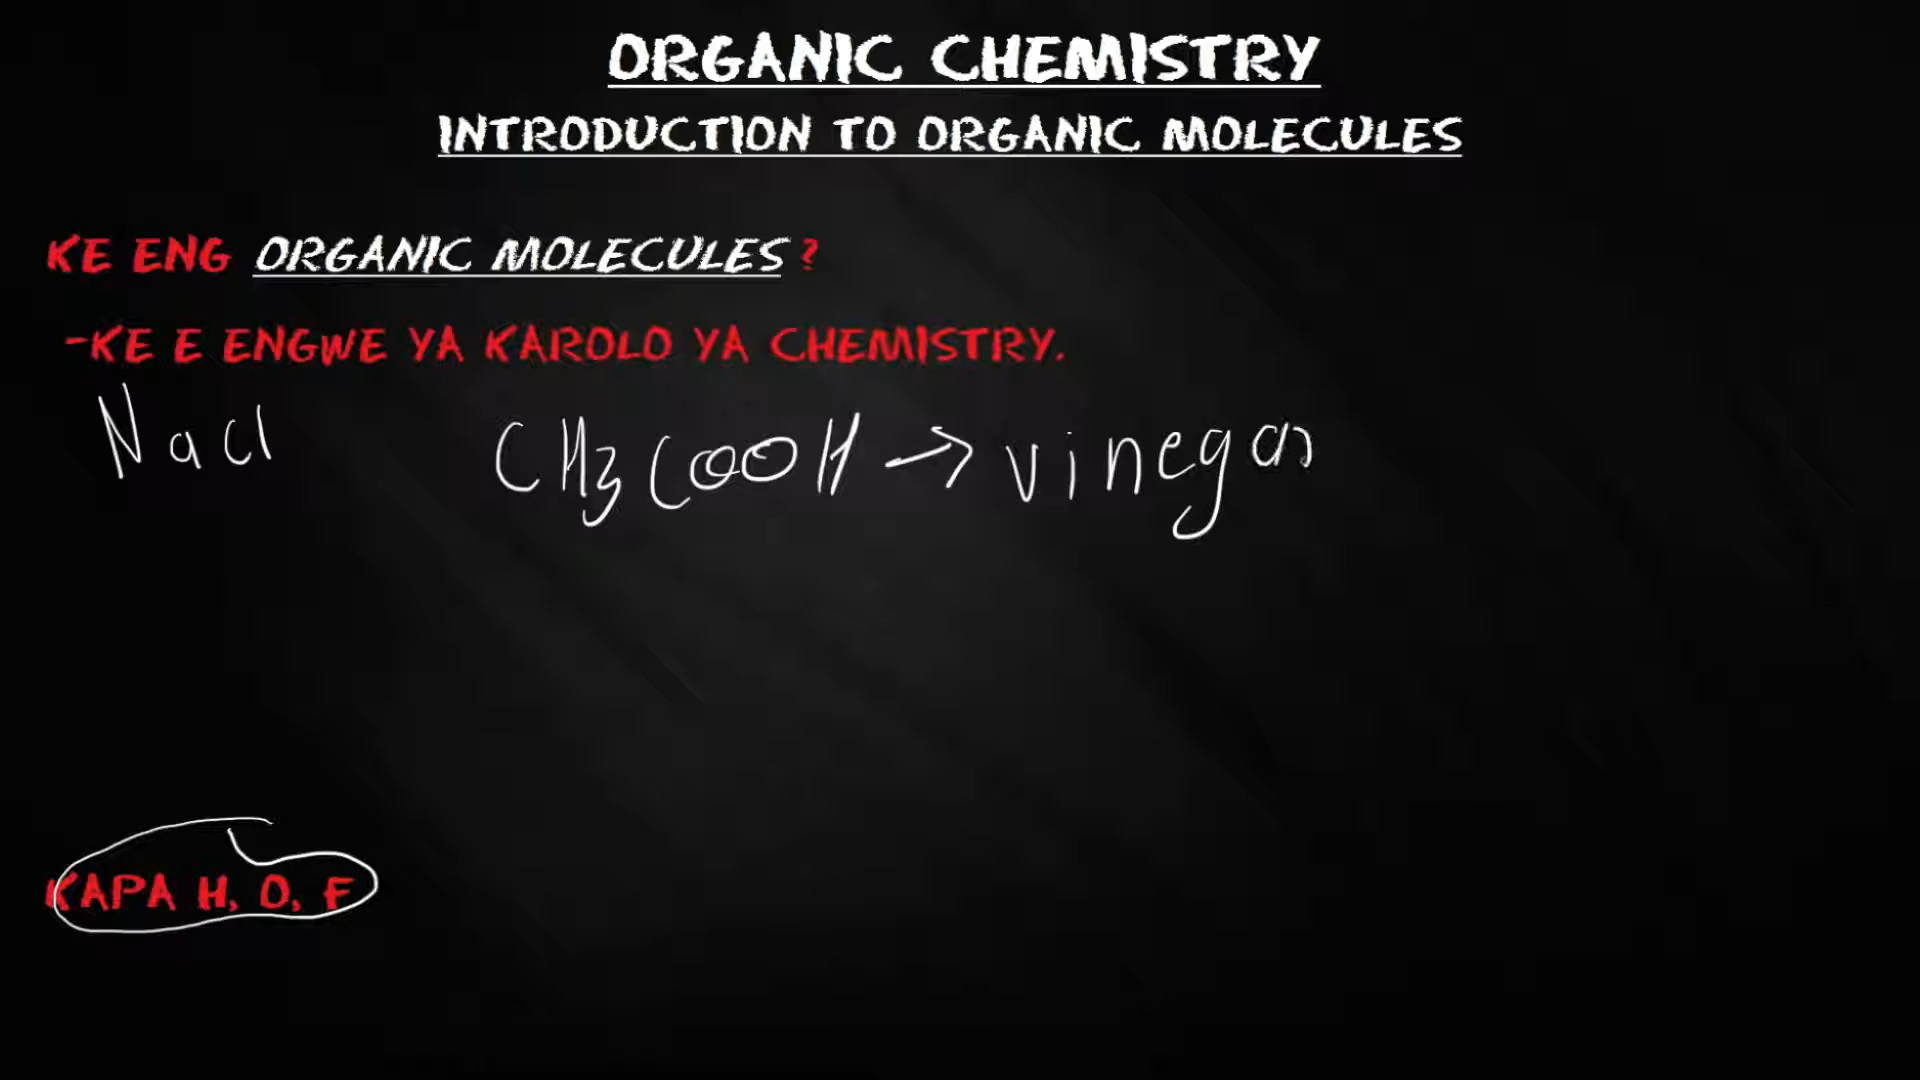 ORGANIC CHEMISTRY
INTRODUCTION TO ORGANIC MOLECULES
KE ENG ORGANIC MOLECULES?
-KE E ENGWE YA KAROLO YA CHEMISTRY.
Nacl CH3COOH → vinegar
KAPA H, O, F